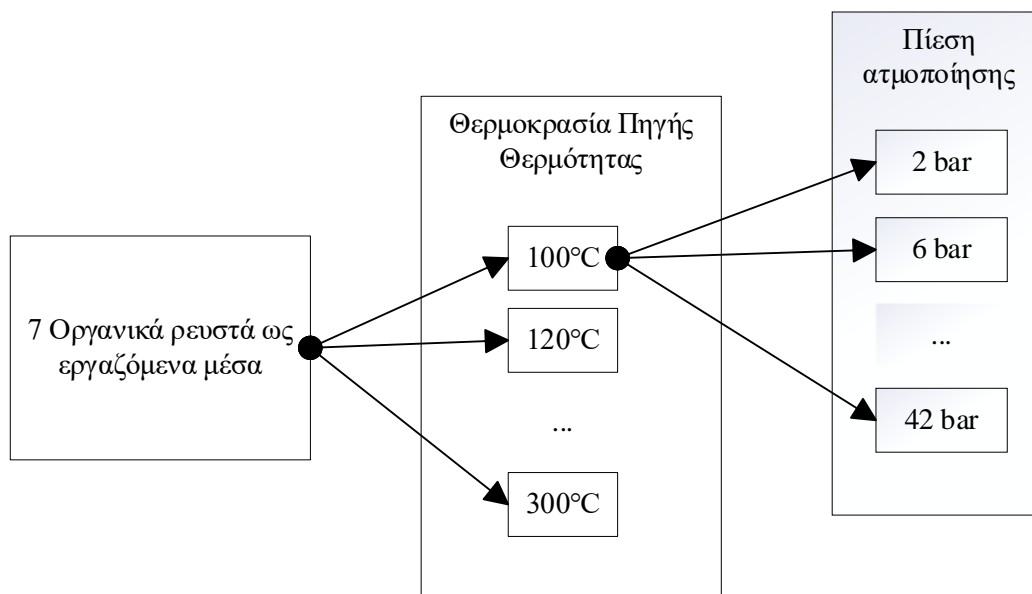 7 Οργανικά ρευστά ως
εργαζόμενα μέσα
Θερμοκρασία Πηγής
Θερμότητας
100°C
120°C
...
300°C
Πίεση
ατμοποίησης
2 bar
6 bar
...
42 bar